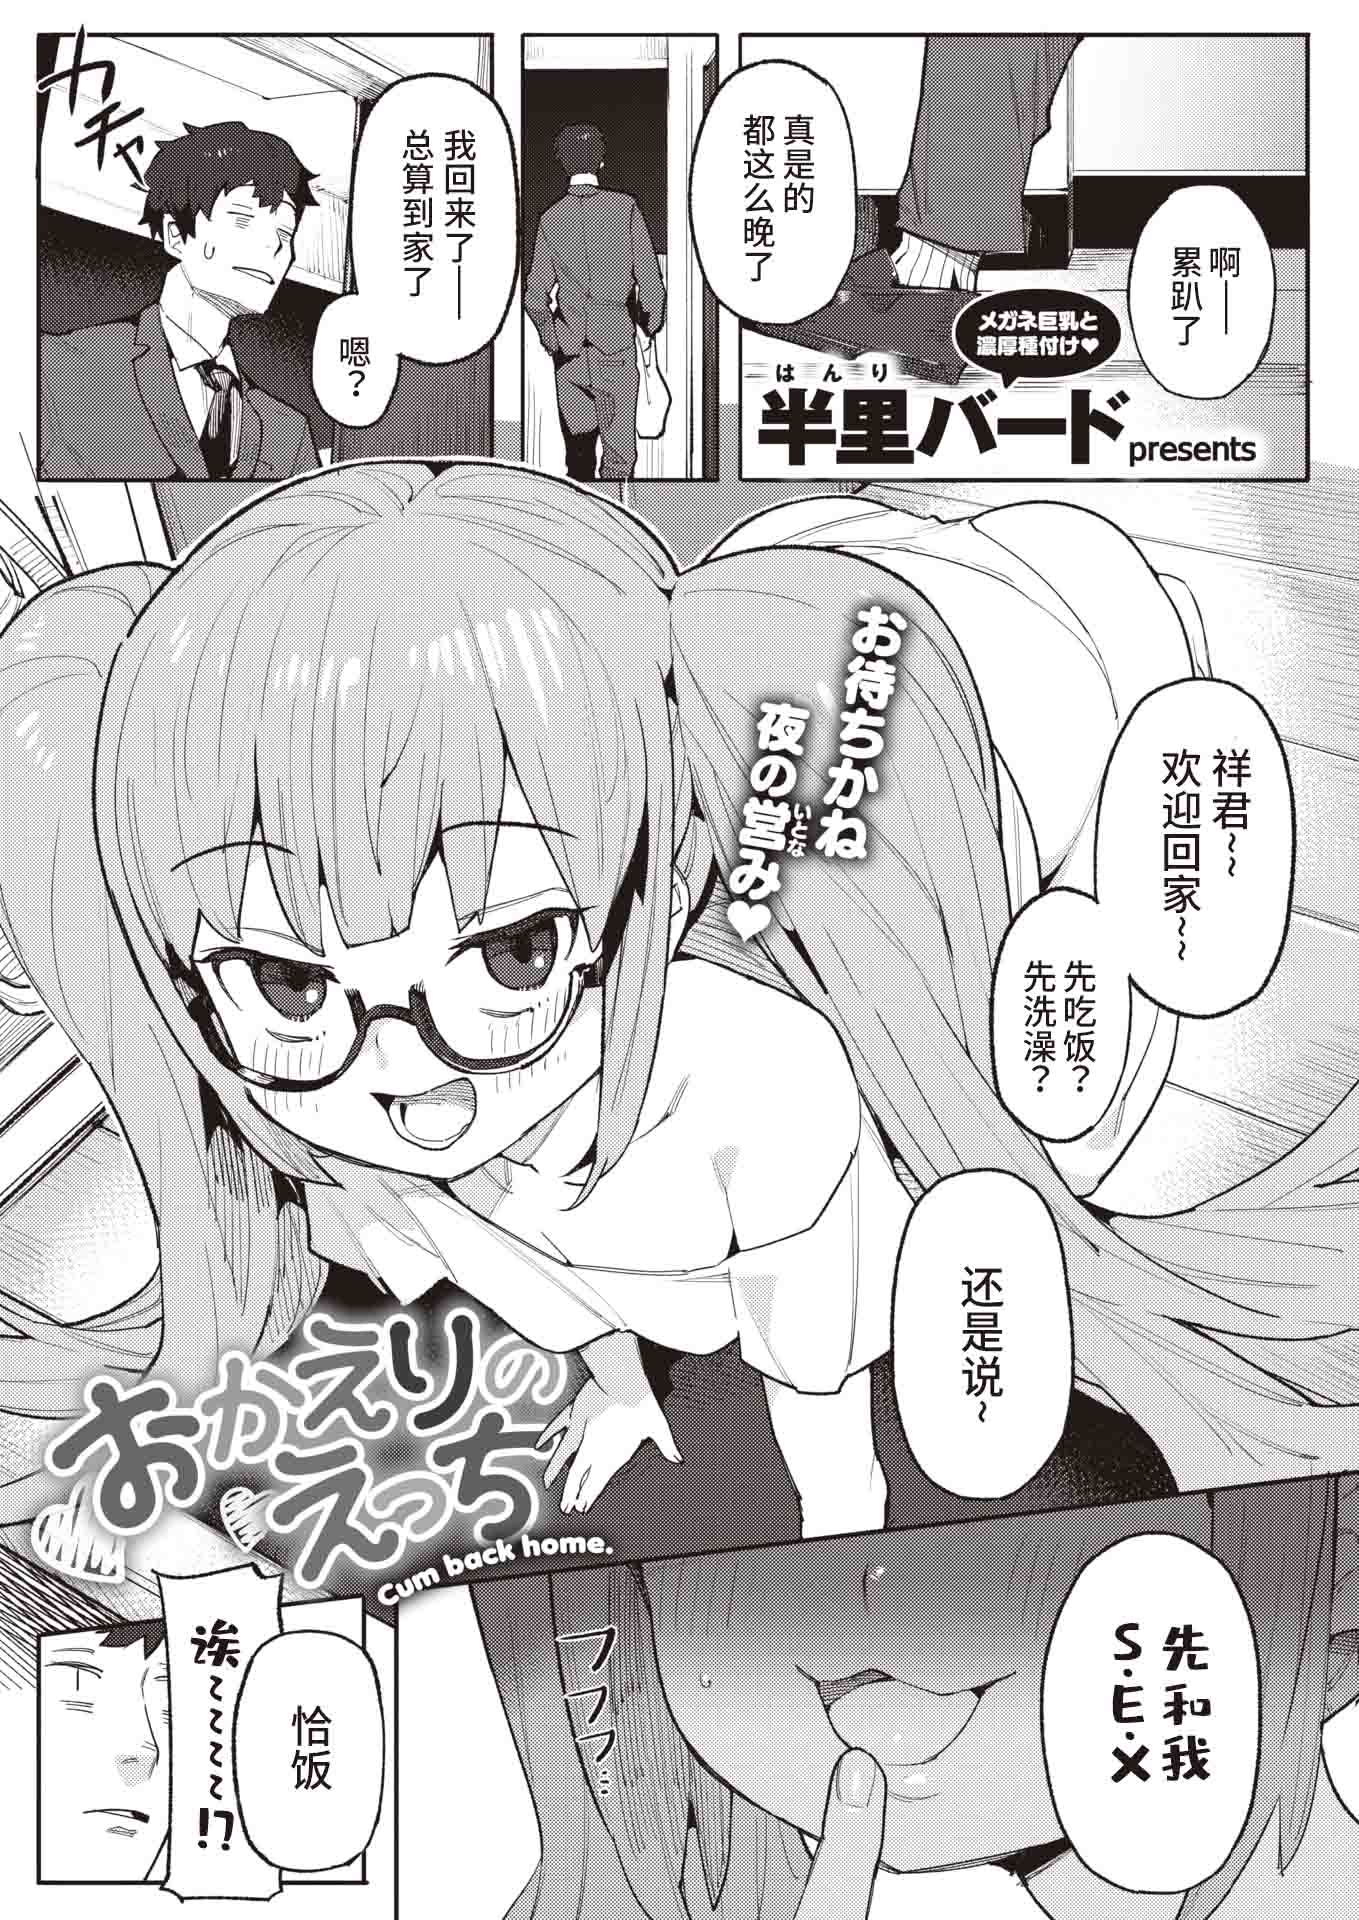 啊——
累趴了
真是的
都这么晚了
メガネ巨乳と
濃厚種付け♥
はんり
半里バード presents
カチャ
我回来了——
总算到家了
嗯？
お待ちかね
夜の営み♥
いとな
祥君~~
欢迎回家~~~
先吃饭？
先洗澡？
还是说~
おかえりの
えっち
cum back home.
先和我
S.E.X
フフフ…
恰饭
诶~~~~~!?